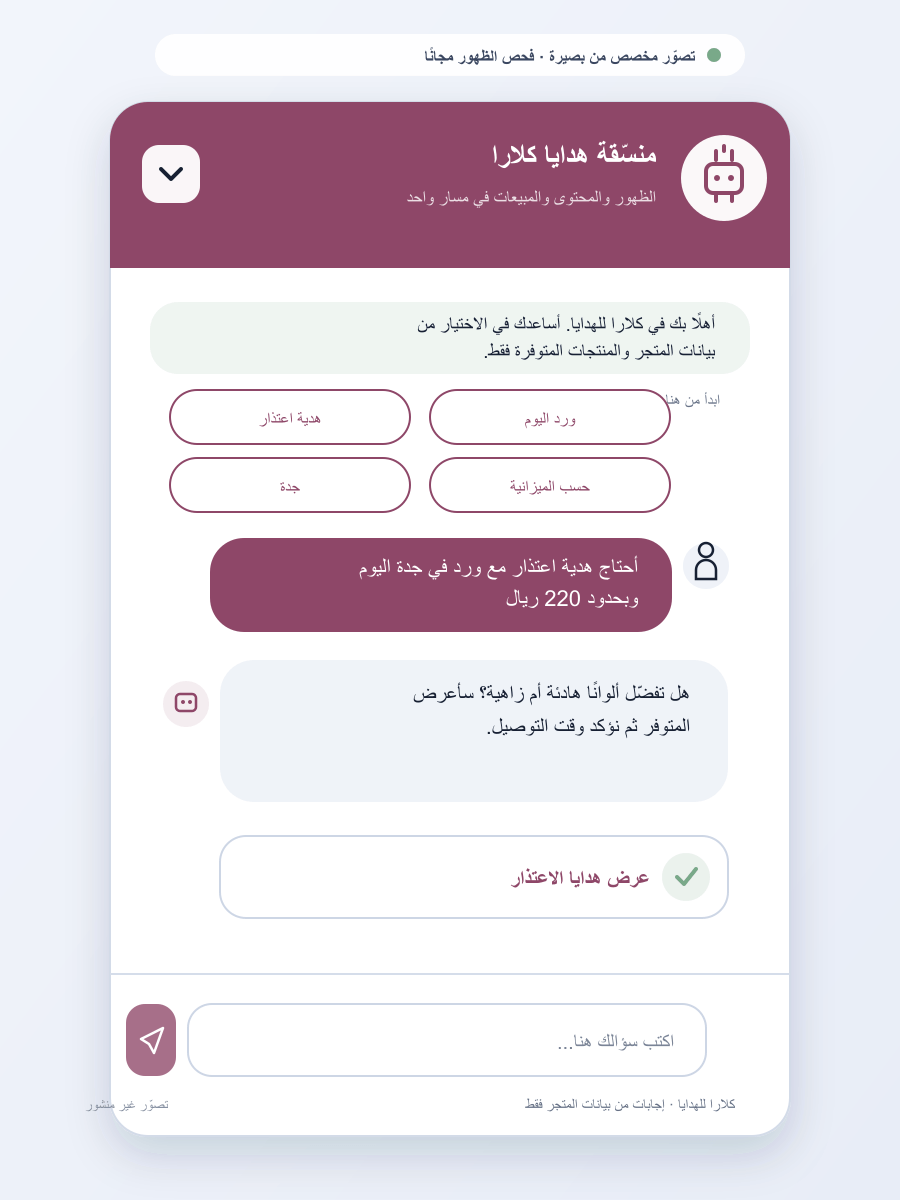 تصوّر مخصص من بصيرة · فحص الظهور مجانًا
منسّقة هدايا كلارا
الظهور والمحتوى والمبيعات في مسار واحد
أهلًا بك في كلارا للهدايا. أساعدك في الاختيار من
بيانات المتجر والمنتجات المتوفرة فقط.
ابدأ من هنا
ورد اليوم
هدية اعتذار
حسب الميزانية
جدة
أحتاج هدية اعتذار مع ورد في جدة اليوم
وبحدود 220 ريال
هل تفضّل ألوانًا هادئة أم زاهية؟ سأعرض
المتوفر ثم نؤكد وقت التوصيل.
عرض هدايا الاعتذار
اكتب سؤالك هنا...
كلارا للهدايا · إجابات من بيانات المتجر فقط
تصوّر غير منشور